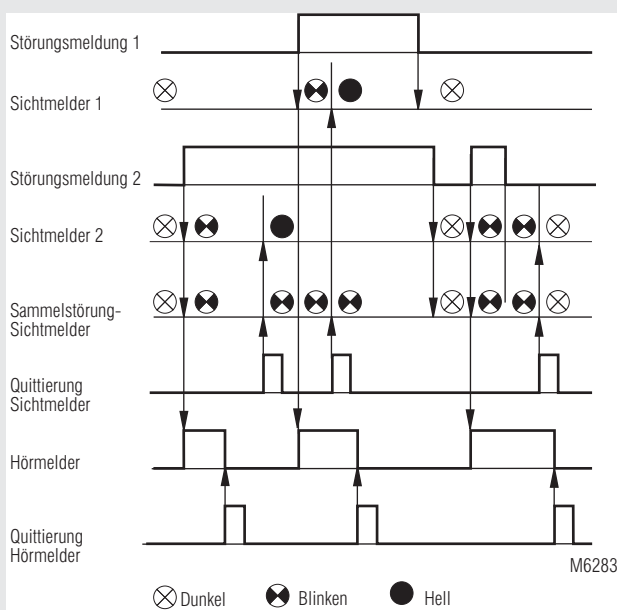 Störungsmeldung 1
Sichtmelder 1
Störungsmeldung 2
Sichtmelder 2
Sammelstörung-
Sichtmelder
Quittierung
Sichtmelder
Hörmelder
Quittierung
Hörmelder
M6283
Dunkel Blinken Hell